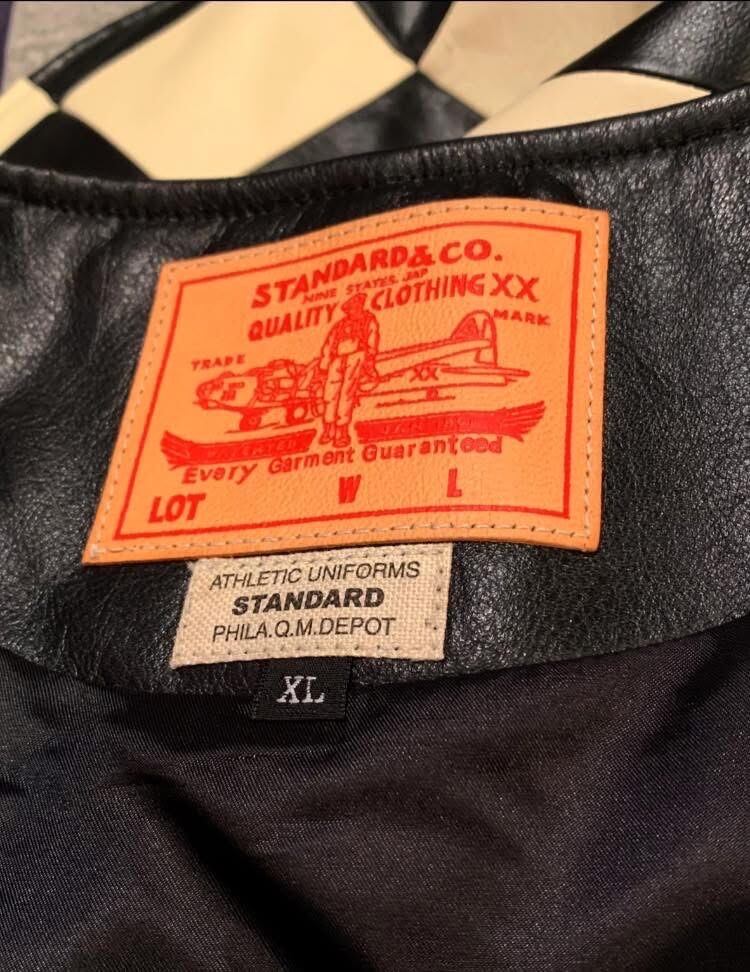 STANDARD & CO.
NINE STATES. JAP
QUALITY CLOTHING XX
TRADE MARK
XX
Every Garment Guaranteed
LOT W L
ATHLETIC UNIFORMS
STANDARD
PHILA.Q.M.DEPOT
XL